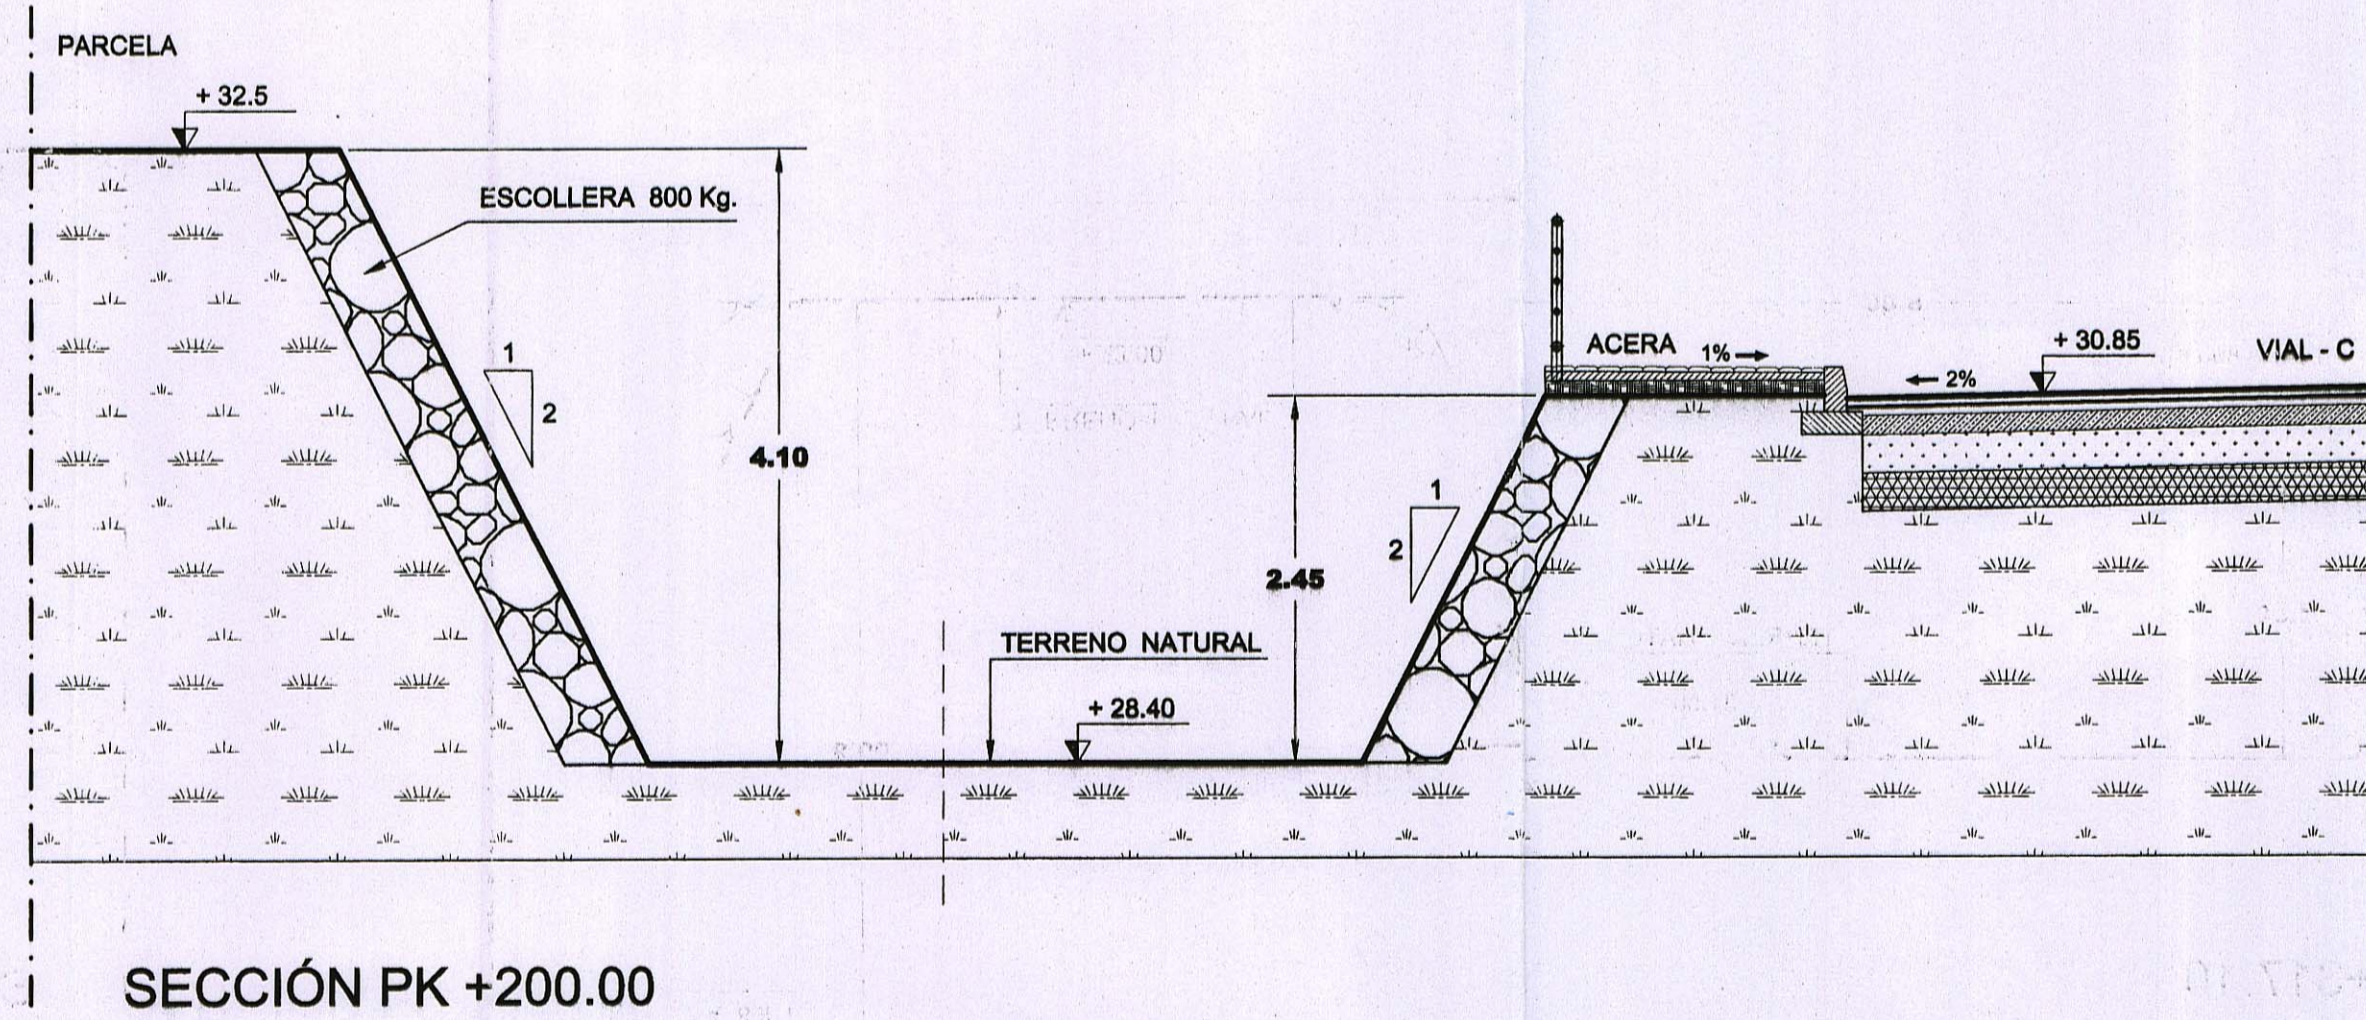 PARCELA
+ 32.5
ESCOLLERA 800 Kg.
1
2
4.10
ACERA 1%
2%
+ 30.85
VIAL - C
1
2
2.45
TERRENO NATURAL
+ 28.40
SECCIÓN PK +200.00